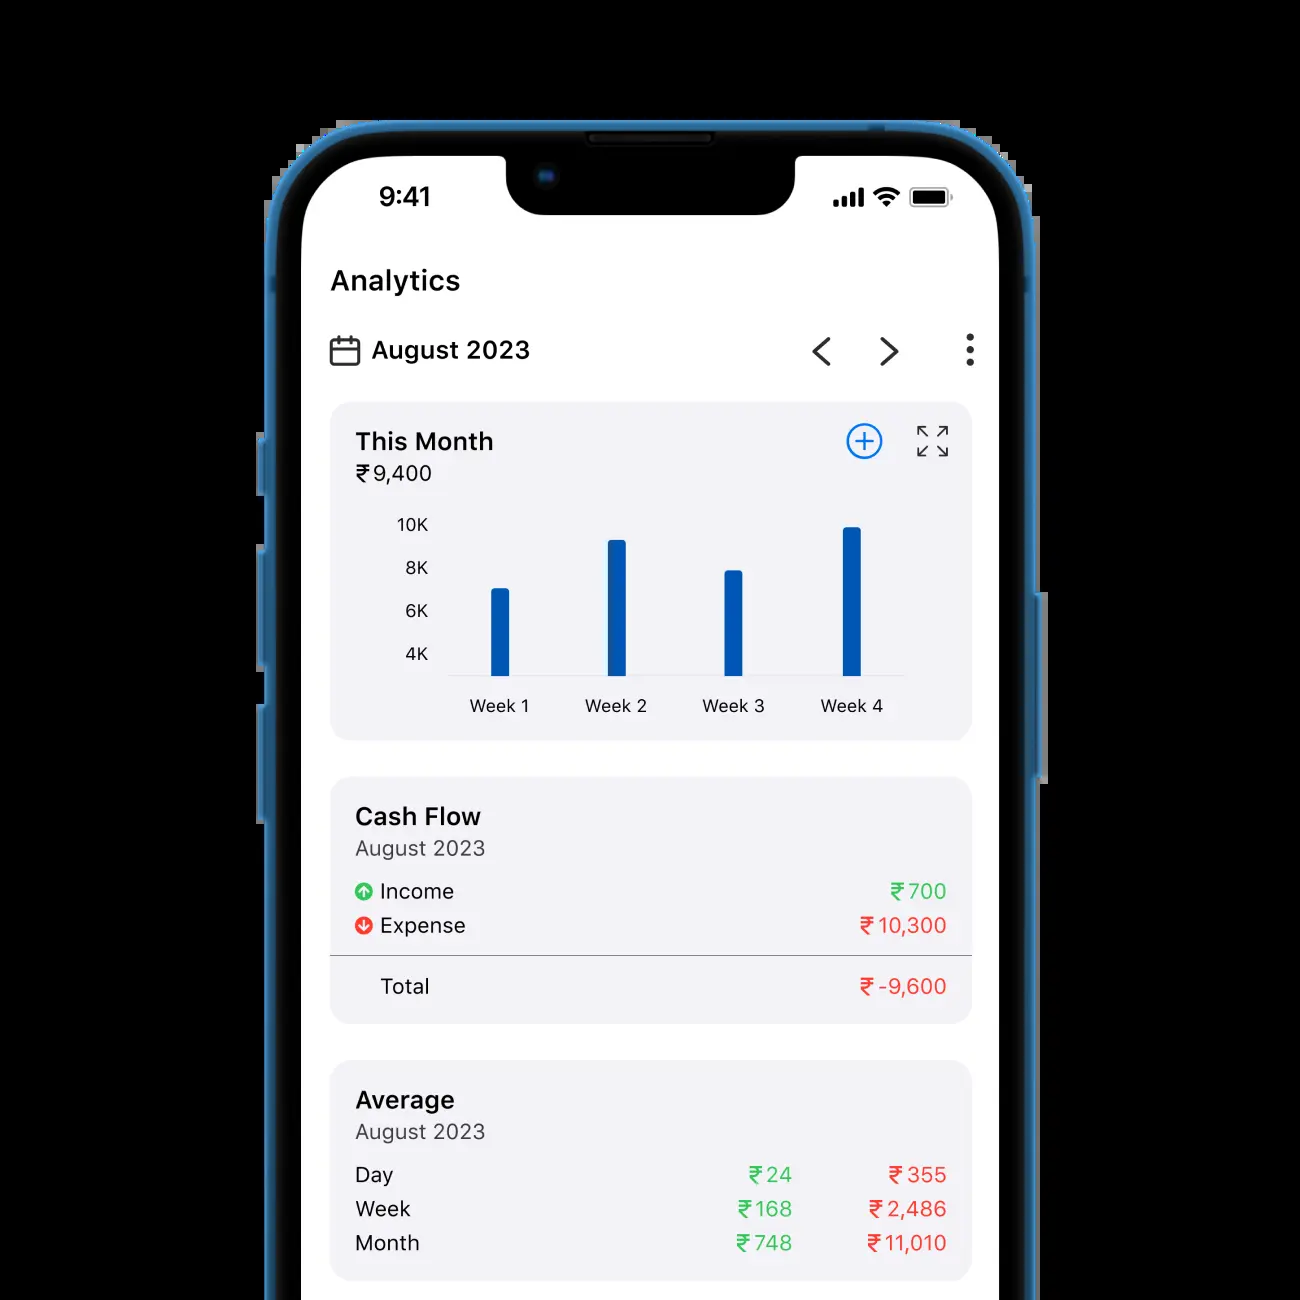 9:41
Analytics
August 2023
This Month
₹9,400
10K
8K
6K
4K
Week 1 Week 2 Week 3 Week 4
Cash Flow
August 2023
Income ₹700
Expense ₹10,300
Total ₹-9,600
Average
August 2023
Day ₹24 ₹355
Week ₹168 ₹2,486
Month ₹748 ₹11,010